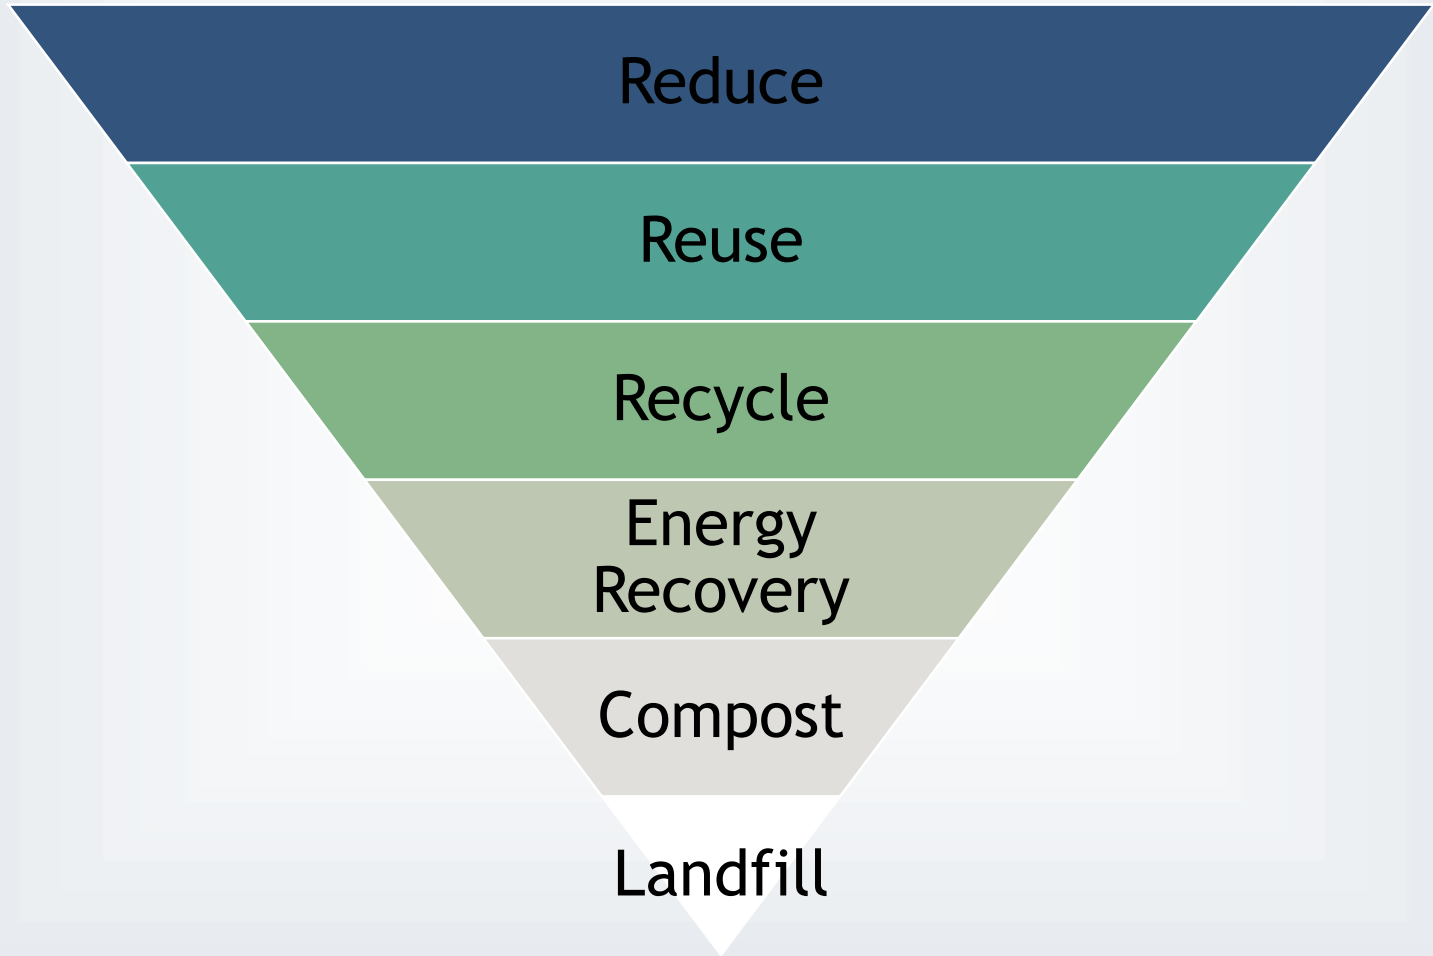 Reduce
Reuse
Recycle
Energy
Recovery
Compost
Landfill